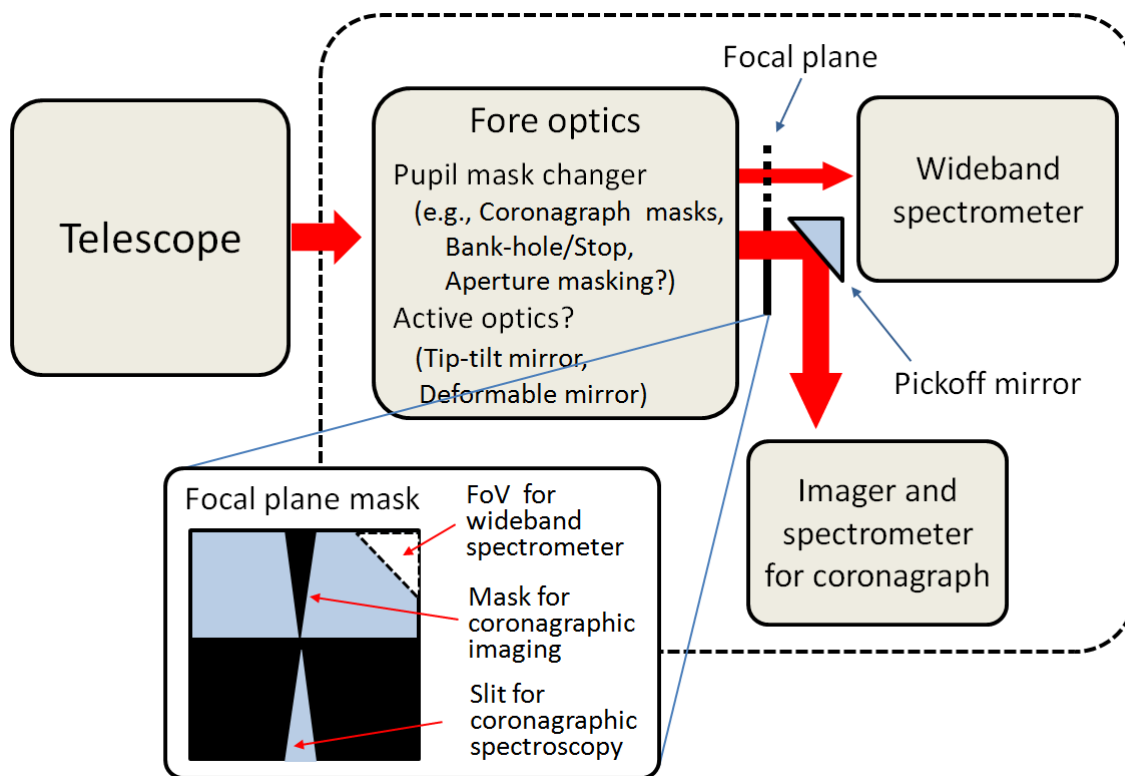 Focal plane
Telescope
Fore optics
Pupil mask changer
(e.g., Coronagraph masks,
Bank-hole/Stop,
Aperture masking?)
Active optics?
(Tip-tilt mirror,
Deformable mirror)
Wideband
spectrometer
Pickoff mirror
Imager and
spectrometer
for coronagraph
Focal plane mask
FoV for
wideband
spectrometer
Mask for
coronagraphic
imaging
Slit for
coronagraphic
spectroscopy